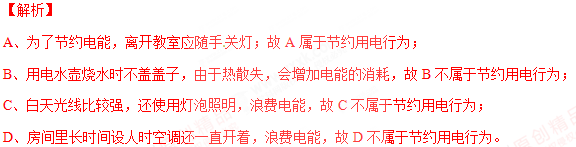 【解析】
A、为了节约电能，离开教室应随手关灯；故 A 属于节约用电行为；
B、用电水壶烧水时不盖盖子，由于热散失，会增加电能的消耗，故 B 不属于节约用电行为；
C、白天光线比较强，还使用灯泡照明，浪费电能，故 C 不属于节约用电行为；
D、房间里长时间设人时空调还一直开着，浪费电能，故 D 不属于节约用电行为。